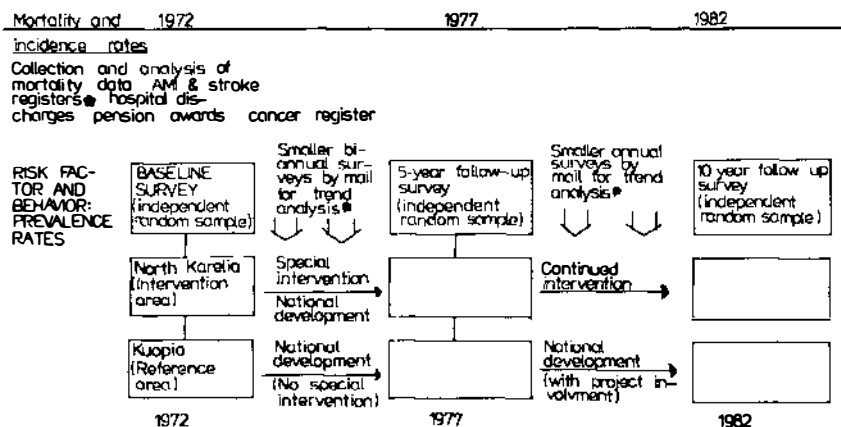 Mortality and 1972 1977 1982
incidence rates
Collection and analysis of
mortality data AM & stroke
registers● hospital dis-
charges pension awards cancer register
RISK FAC-
TOR AND
BEHAVIOR:
PREVALENCE
RATES
BASELINE
SURVEY
(independent
random sample)
Smaller bi-
annual sur-
veys by mail
for trend
analysis●
5-year follow-up
survey
(independent
random sample)
Smaller annual
surveys by
mail for trend
analysis●
10 year follow up
survey
(independent
random sample)
North Karelia
(Intervention
area)
Special
intervention
National
development
Continued
intervention
Kuopio
(Reference
area)
National
development
(No special
intervention)
National
development
(with project in-
volvment)
1972 1977 1982